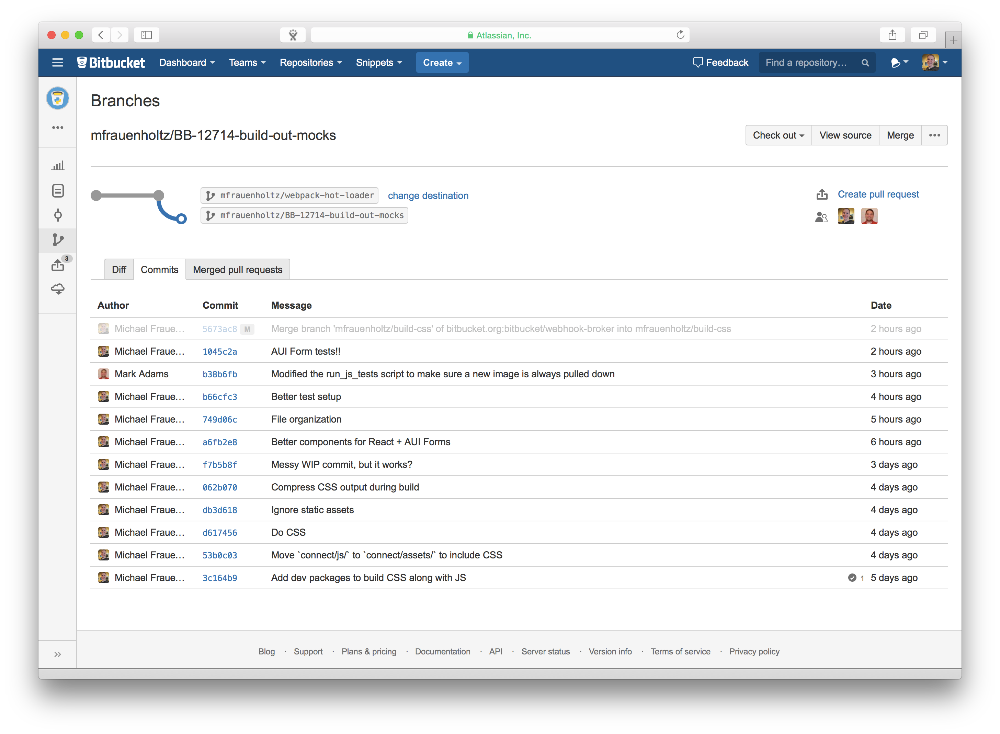 Atlassian, Inc.
Bitbucket Dashboard Teams Repositories Snippets Create Feedback Find a repository...
Branches
mfrauenholtz/BB-12714-build-out-mocks Check out View source Merge
mfrauenholtz/webpack-hot-loader change destination Create pull request
mfrauenholtz/BB-12714-build-out-mocks
3
Diff Commits Merged pull requests
Author Commit Message Date
Michael Fraue... 5673ac8 M Merge branch 'mfrauenholtz/build-css' of bitbucket.org:bitbucket/webhook-broker into mfrauenholtz/build-css 2 hours ago
Michael Fraue... 1045c2a AUI Form tests!! 2 hours ago
Mark Adams b38b6fb Modified the run_js_tests script to make sure a new image is always pulled down 3 hours ago
Michael Fraue... b66cfc3 Better test setup 4 hours ago
Michael Fraue... 749d06c File organization 5 hours ago
Michael Fraue... a6fb2e8 Better components for React + AUI Forms 6 hours ago
Michael Fraue... f7b5b8f Messy WIP commit, but it works? 3 days ago
Michael Fraue... 062b070 Compress CSS output during build 4 days ago
Michael Fraue... db3d618 Ignore static assets 4 days ago
Michael Fraue... d617456 Do CSS 4 days ago
Michael Fraue... 53b0c03 Move `connect/js/` to `connect/assets/` to include CSS 4 days ago
Michael Fraue... 3c164b9 Add dev packages to build CSS along with JS 1 5 days ago
Blog · Support · Plans & pricing · Documentation · API · Server status · Version info · Terms of service · Privacy policy